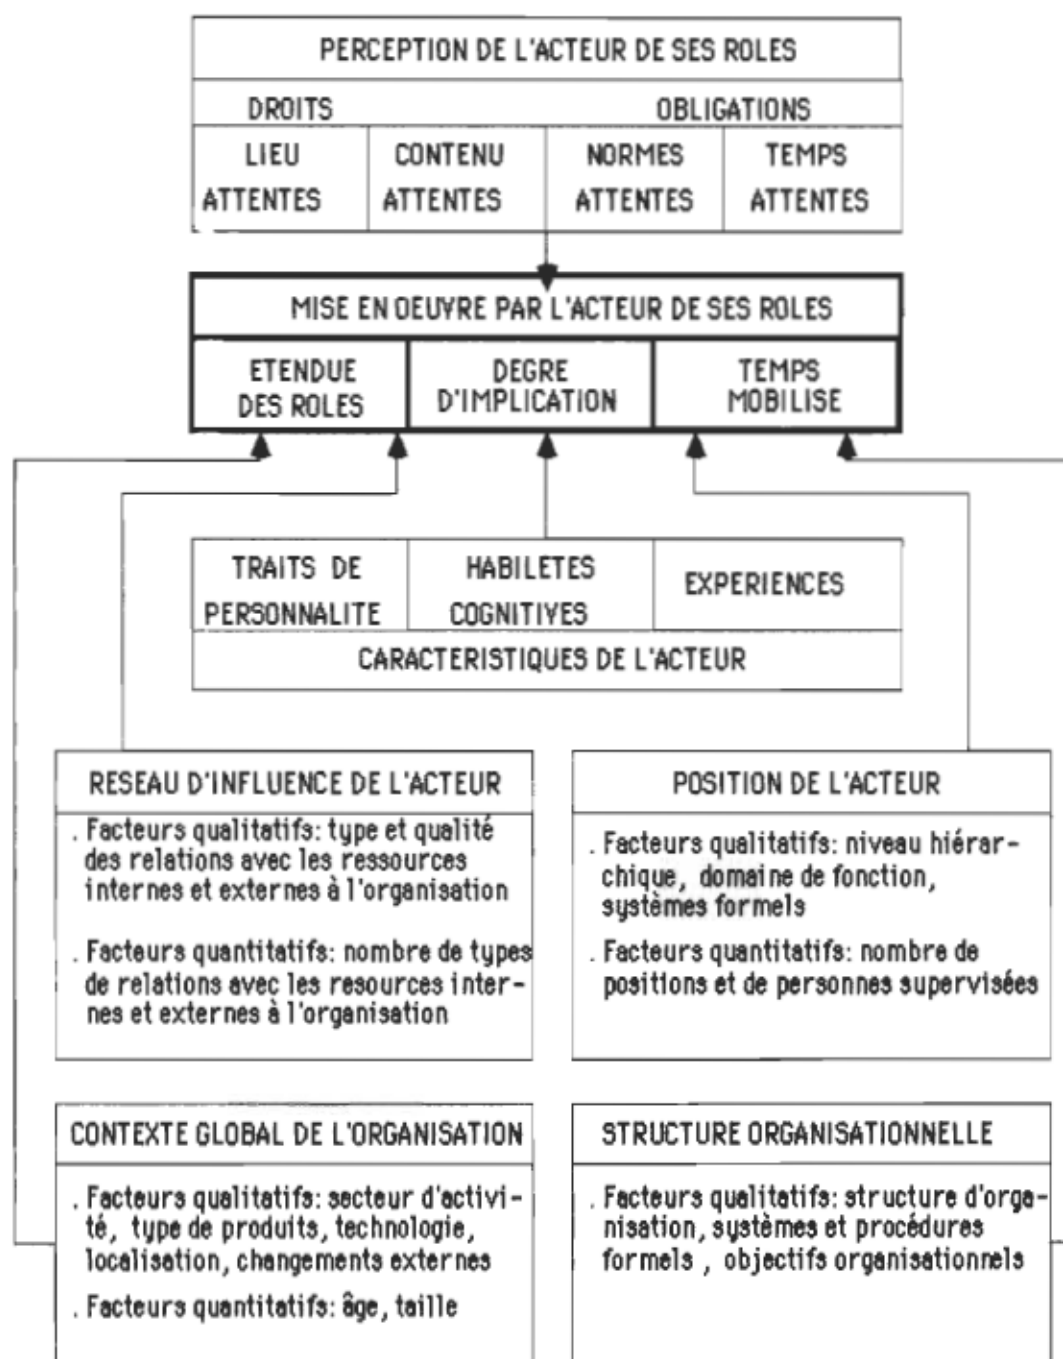 PERCEPTION DE L'ACTEUR DE SES ROLES
DROITS OBLIGATIONS
LIEU CONTENU NORMES TEMPS
ATTENTES ATTENTES ATTENTES ATTENTES
MISE EN OEUVRE PAR L'ACTEUR DE SES ROLES
ETENDUE
DES ROLES
DEGRE
D'IMPLICATION
TEMPS
MOBILISE
TRAITS DE
PERSONNALITE
HABILETES
COGNITIVES
EXPERIENCES
CARACTERISTIQUES DE L'ACTEUR
RESEAU D'INFLUENCE DE L'ACTEUR
. Facteurs qualitatifs: type et qualité
des relations avec les ressources
internes et externes à l'organisation
. Facteurs quantitatifs: nombre de types
de relations avec les resources inter-
nes et externes à l'organisation
POSITION DE L'ACTEUR
. Facteurs qualitatifs: niveau hiérar-
chique, domaine de fonction,
systèmes formels
. Facteurs quantitatifs: nombre de
positions et de personnes supervisées
CONTEXTE GLOBAL DE L'ORGANISATION
. Facteurs qualitatifs: secteur d'activi-
té, type de produits, technologie,
localisation, changements externes
. Facteurs quantitatifs: âge, taille
STRUCTURE ORGANISATIONNELLE
. Facteurs qualitatifs: structure d'orga-
nisation, systèmes et procédures
formels , objectifs organisationnels